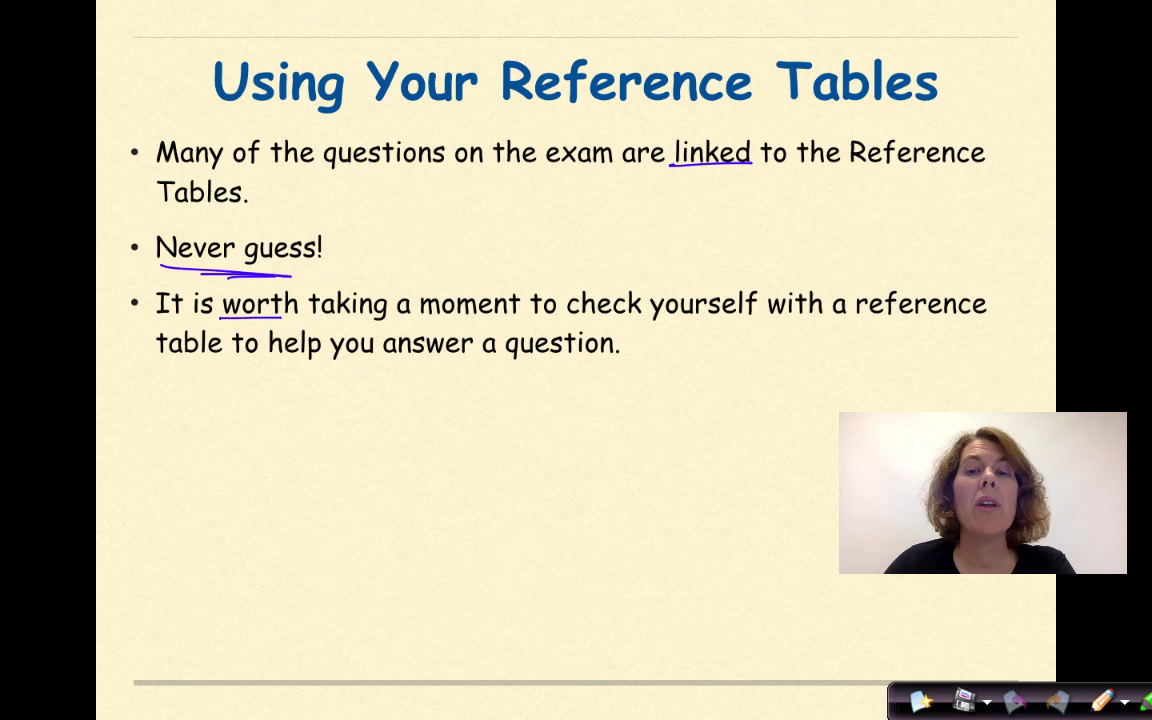 Using Your Reference Tables
• Many of the questions on the exam are linked to the Reference
Tables.
• Never guess!
• It is worth taking a moment to check yourself with a reference
table to help you answer a question.